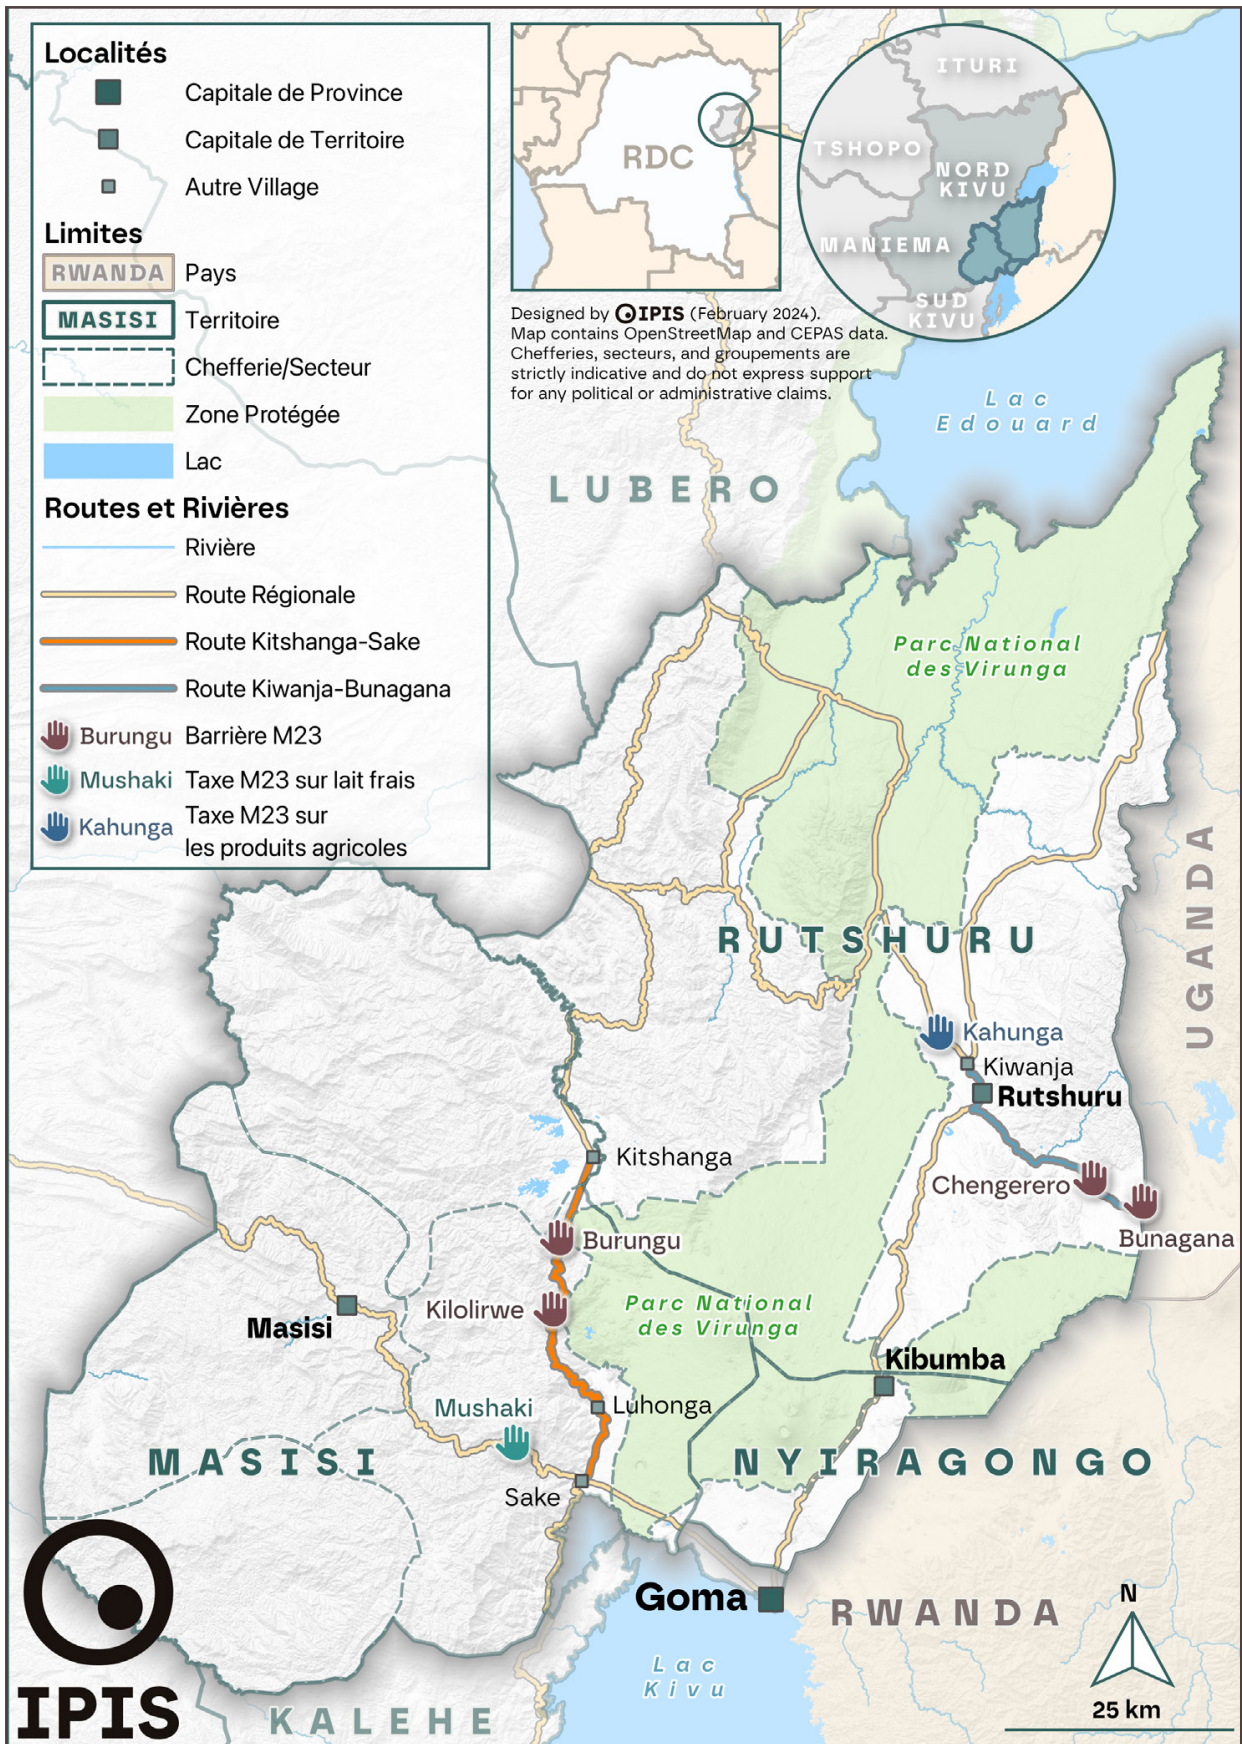 Localités
Capitale de Province
Capitale de Territoire
Autre Village
Limites
RWANDA Pays
MASISI Territoire
Chefferie/Secteur
Zone Protégée
Lac
Routes et Rivières
Rivière
Route Régionale
Route Kitshanga-Sake
Route Kiwanja-Bunagana
Burungu Barrière M23
Mushaki Taxe M23 sur lait frais
Kahunga Taxe M23 sur
les produits agricoles
RDC
ITURI
TSHOPO
NORD
KIVU
MANIEMA
SUD
KIVU
Designed by IPIS (February 2024).
Map contains OpenStreetMap and CEPAS data.
Chefferies, secteurs, and groupements are
strictly indicative and do not express support
for any political or administrative claims.
Lac
Edouard
LUBERO
Parc National
des Virunga
UGANDA
RUTSHURU
Kahunga
Kiwanja
Rutshuru
Kitshanga
Chengerero
Bunagana
Burungu
Kilolirwe
Parc National
des Virunga
Masisi
Kibumba
Mushaki
Luhonga
MASISI
NYIRAGONGO
Sake
Goma
RWANDA
N
Lac
Kivu
25 km
IPIS
KALEHE